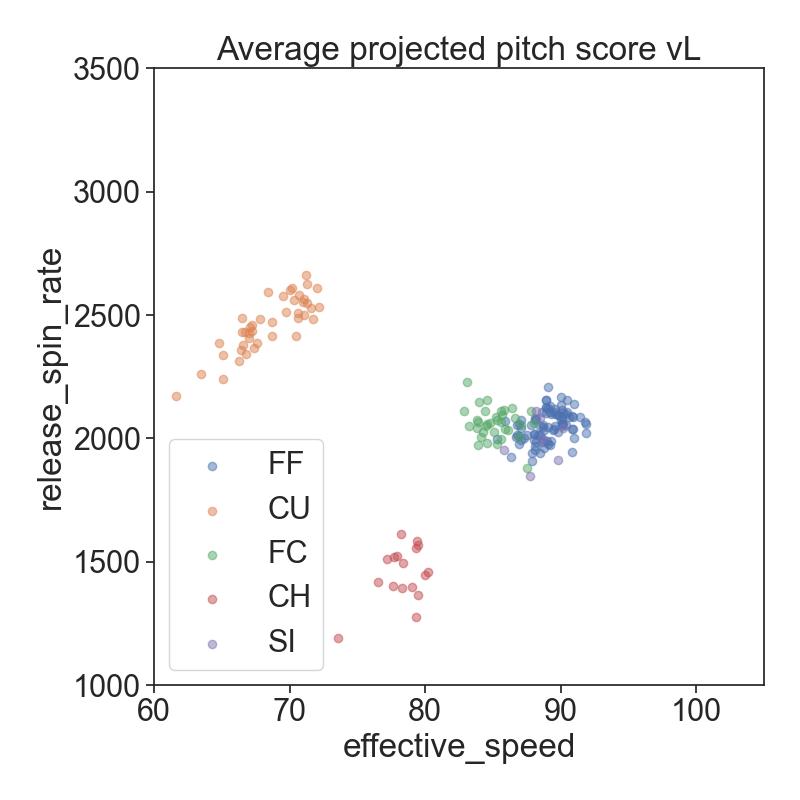 Average projected pitch score vL
3500
3000
2500
2000
1500
1000
release_spin_rate
FF
CU
FC
CH
SI
60 70 80 90 100
effective_speed